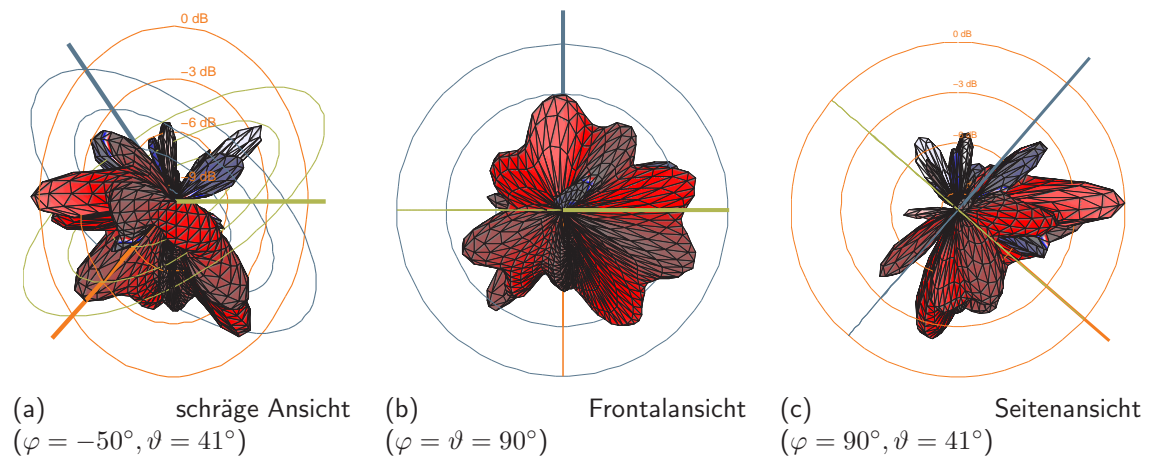 0 dB
−3 dB
−6 dB
−9 dB
0 dB
−3 dB
(a) schräge Ansicht
(φ = −50°, ϑ = 41°)
(b) Frontalansicht
(φ = ϑ = 90°)
(c) Seitenansicht
(φ = 90°, ϑ = 41°)